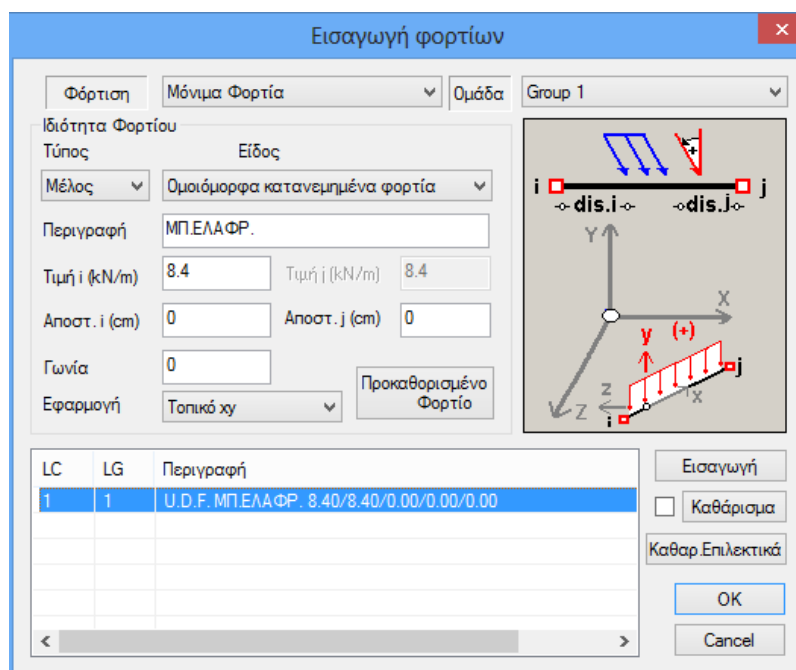 Εισαγωγή φορτίων
Φόρτιση Μόνιμα Φορτία Ομάδα Group 1
Ιδιότητα Φορτίου
Τύπος Είδος
Μέλος Ομοιόμορφα κατανεμημένα φορτία
Περιγραφή ΜΠ.ΕΛΑΦΡ.
Τιμή i (kN/m) 8.4 Τιμή j (kN/m) 8.4
Αποστ. i (cm) 0 Αποστ. j (cm) 0
Γωνία 0
Εφαρμογή Τοπικό xy
Προκαθορισμένο
Φορτίο
+
i j
dis.i dis.j
Y
X
y (+)
z x j
Z i
LC LG Περιγραφή
1 1 U.D.F. ΜΠ.ΕΛΑΦΡ. 8.40/8.40/0.00/0.00/0.00
Εισαγωγή
Καθάρισμα
Καθαρ.Επιλεκτικά
OK
Cancel